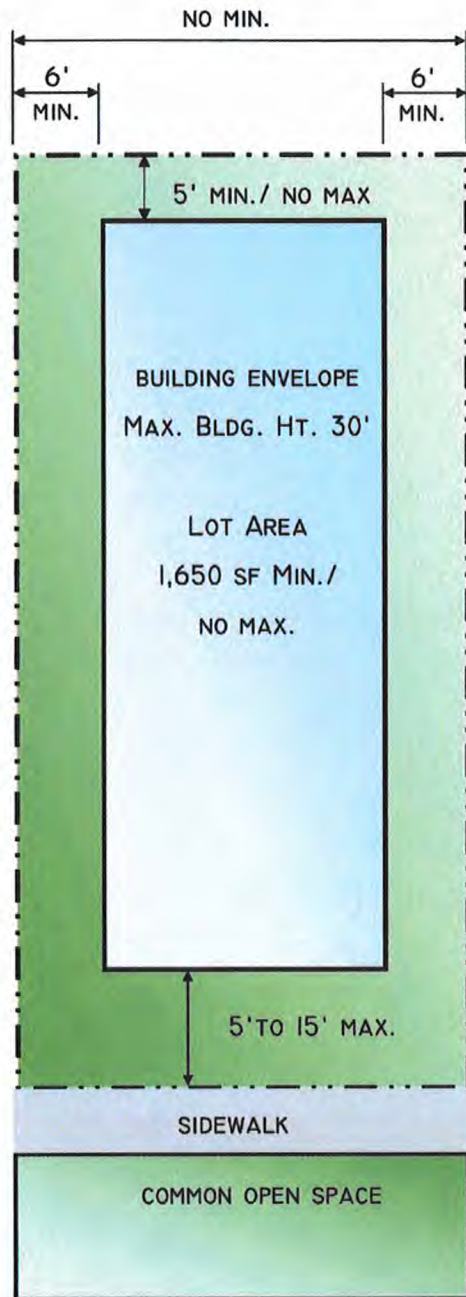 NO MIN.
6' 6'
MIN. MIN.
5' MIN./ NO MAX
BUILDING ENVELOPE
MAX. BLDG. HT. 30'
LOT AREA
1,650 SF MIN./
NO MAX.
5'TO 15' MAX.
SIDEWALK
COMMON OPEN SPACE